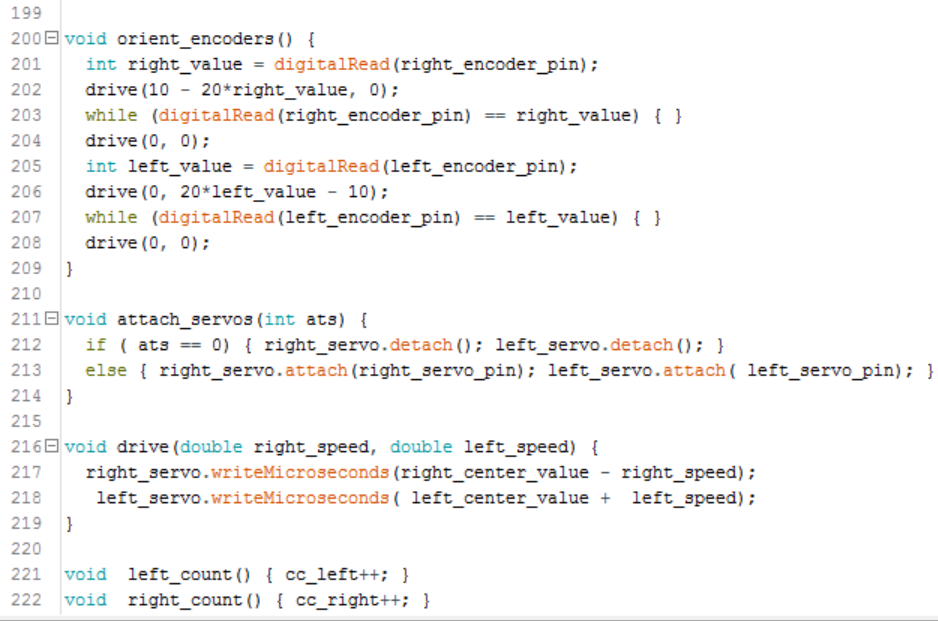 199
200 void orient_encoders() {
201   int right_value = digitalRead(right_encoder_pin);
202   drive(10 - 20*right_value, 0);
203   while (digitalRead(right_encoder_pin) == right_value) { }
204   drive(0, 0);
205   int left_value = digitalRead(left_encoder_pin);
206   drive(0, 20*left_value - 10);
207   while (digitalRead(left_encoder_pin) == left_value) { }
208   drive(0, 0);
209 }
210
211 void attach_servos(int ats) {
212   if ( ats == 0) { right_servo.detach(); left_servo.detach(); }
213   else { right_servo.attach(right_servo_pin); left_servo.attach( left_servo_pin); }
214 }
215
216 void drive(double right_speed, double left_speed) {
217   right_servo.writeMicroseconds(right_center_value - right_speed);
218    left_servo.writeMicroseconds( left_center_value +  left_speed);
219 }
220
221 void  left_count() { cc_left++; }
222 void  right_count() { cc_right++; }